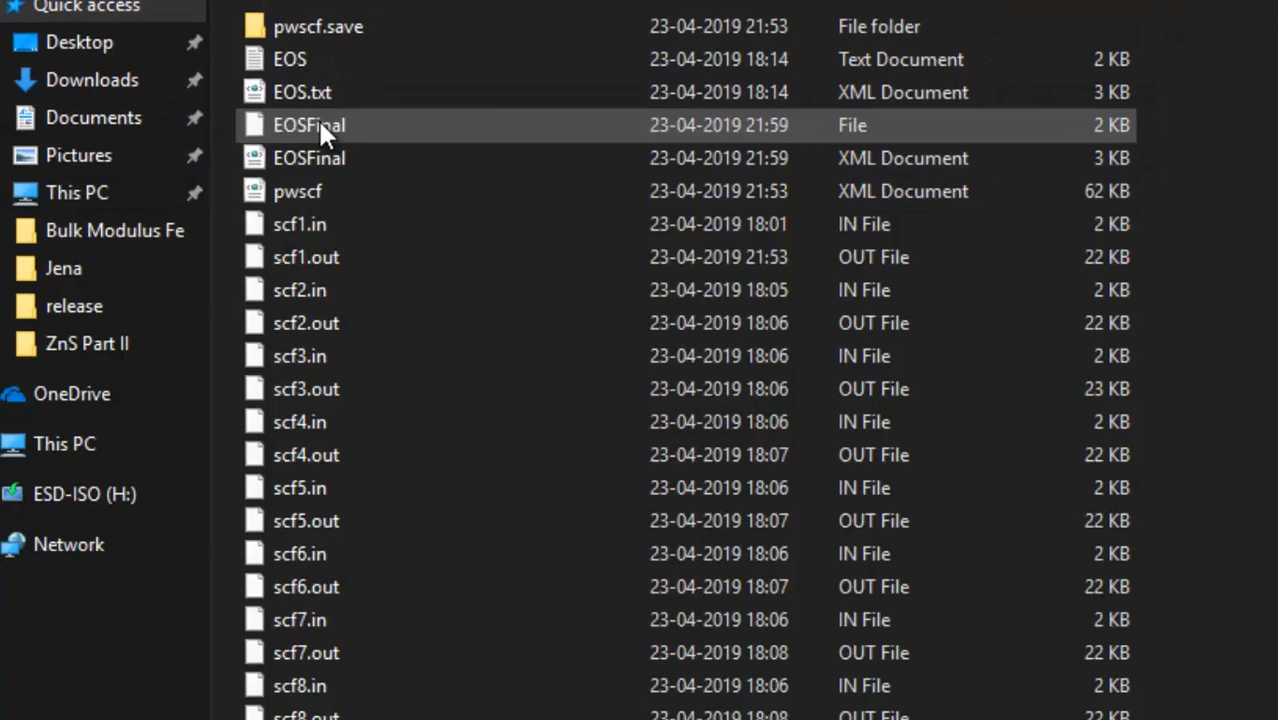 Quick access
Desktop
Downloads
Documents
Pictures
This PC
Bulk Modulus Fe
Jena
release
ZnS Part II
OneDrive
This PC
ESD-ISO (H:)
Network
pwscf.save 23-04-2019 21:53 File folder
EOS 23-04-2019 18:14 Text Document 2 KB
EOS.txt 23-04-2019 18:14 XML Document 3 KB
EOSFinal 23-04-2019 21:59 File 2 KB
EOSFinal 23-04-2019 21:59 XML Document 3 KB
pwscf 23-04-2019 21:53 XML Document 62 KB
scf1.in 23-04-2019 18:01 IN File 2 KB
scf1.out 23-04-2019 21:53 OUT File 22 KB
scf2.in 23-04-2019 18:05 IN File 2 KB
scf2.out 23-04-2019 18:06 OUT File 22 KB
scf3.in 23-04-2019 18:06 IN File 2 KB
scf3.out 23-04-2019 18:06 OUT File 23 KB
scf4.in 23-04-2019 18:06 IN File 2 KB
scf4.out 23-04-2019 18:07 OUT File 22 KB
scf5.in 23-04-2019 18:06 IN File 2 KB
scf5.out 23-04-2019 18:07 OUT File 22 KB
scf6.in 23-04-2019 18:06 IN File 2 KB
scf6.out 23-04-2019 18:07 OUT File 22 KB
scf7.in 23-04-2019 18:06 IN File 2 KB
scf7.out 23-04-2019 18:08 OUT File 22 KB
scf8.in 23-04-2019 18:06 IN File 2 KB
scf8.out 23-04-2019 18:08 OUT File 22 KB